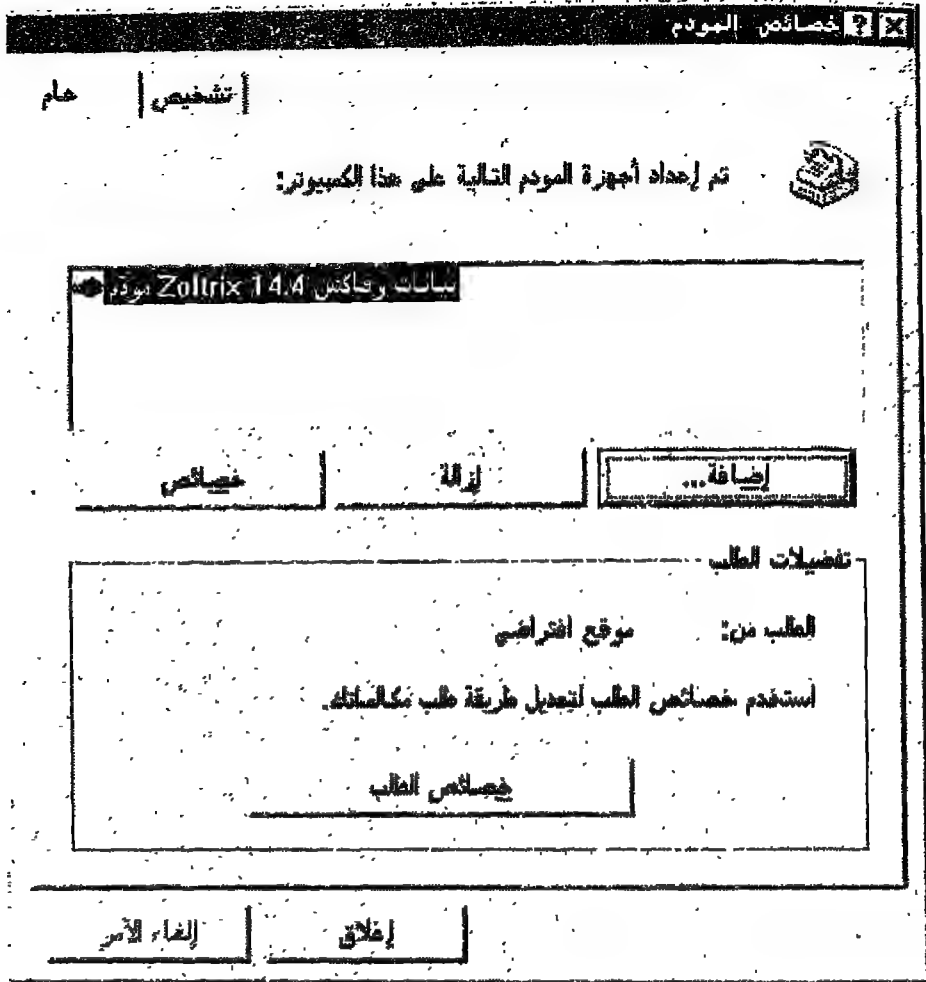 خصائص المودم
عام
تشخيص
تم إعداد أجهزة المودم التالية على هذا الكمبيوتر:
مودم Zoltrix 14.4 بيانات وفاكس
إضافة...
إزالة
خصائص
تفضيلات الطلب
الطلب من: موقع افتراضي
استخدم خصائص الطلب لتعديل طريقة طلب مكالماتك.
خصائص الطلب
إغلاق
إلغاء الأمر